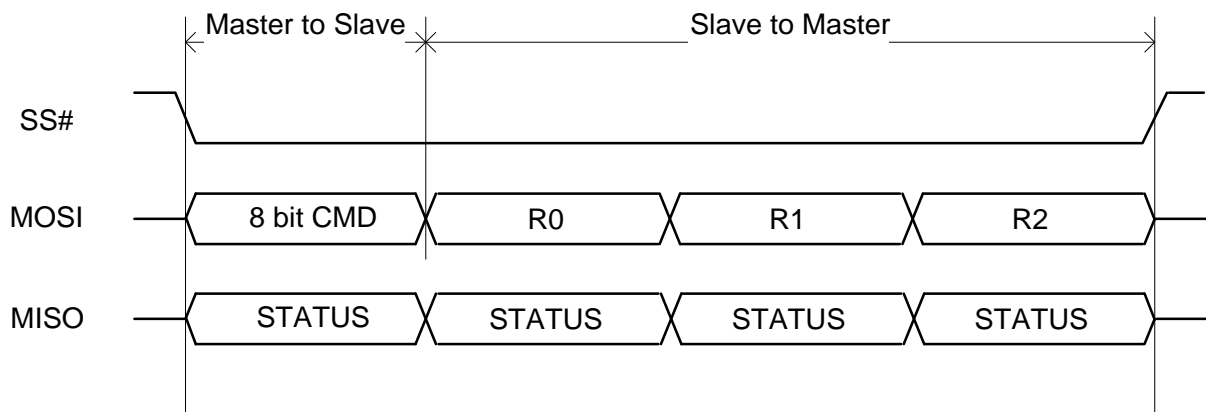 Master to Slave Slave to Master
SS#
MOSI 8 bit CMD R0 R1 R2
MISO STATUS STATUS STATUS STATUS